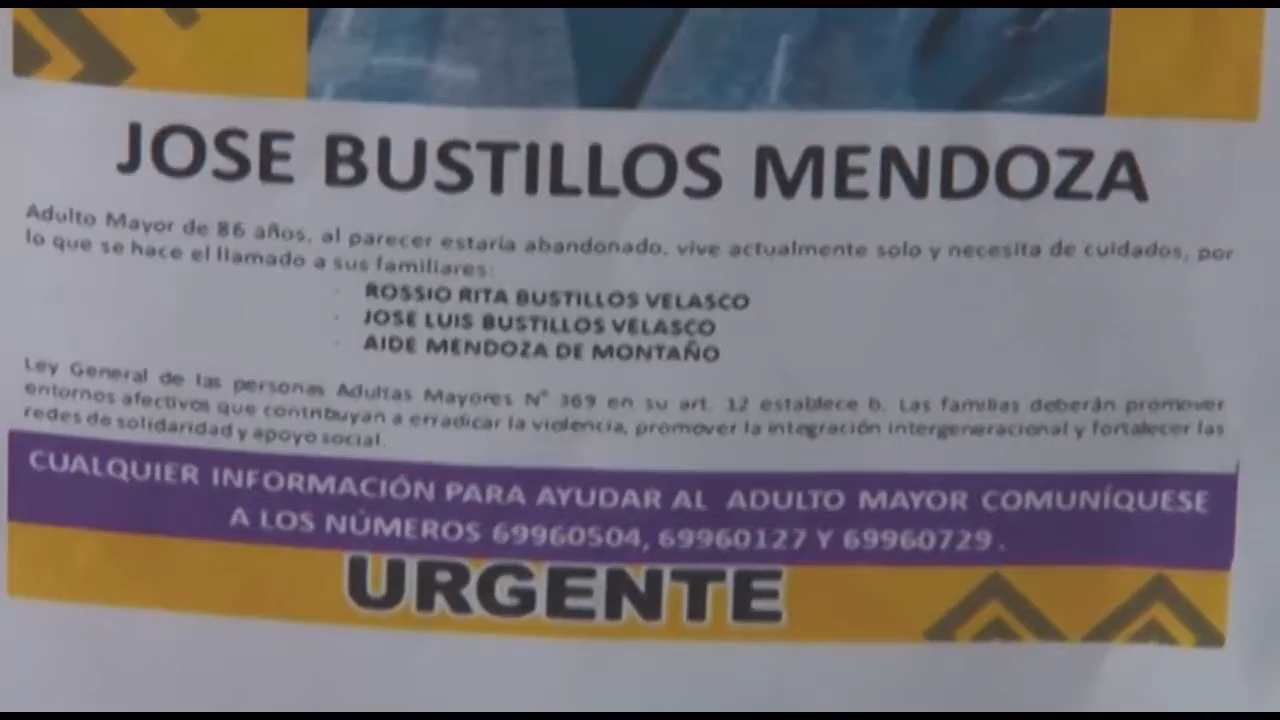 JOSE BUSTILLOS MENDOZA
Adulto Mayor de 86 años, al parecer estaría abandonado, vive actualmente solo y necesita de cuidados, por
lo que se hace el llamado a sus familiares:
- ROSSIO RITA BUSTILLOS VELASCO
- JOSE LUIS BUSTILLOS VELASCO
- AIDE MENDOZA DE MONTAÑO
Ley General de las personas Adultas Mayores N° 369 en su art. 12 establece b. Las familias deberán promover
entornos afectivos que contribuyan a erradicar la violencia, promover la integración intergeneracional y fortalecer las
redes de solidaridad y apoyo social.
CUALQUIER INFORMACIÓN PARA AYUDAR AL ADULTO MAYOR COMUNÍQUESE
A LOS NÚMEROS 69960504, 69960127 Y 69960729.
URGENTE